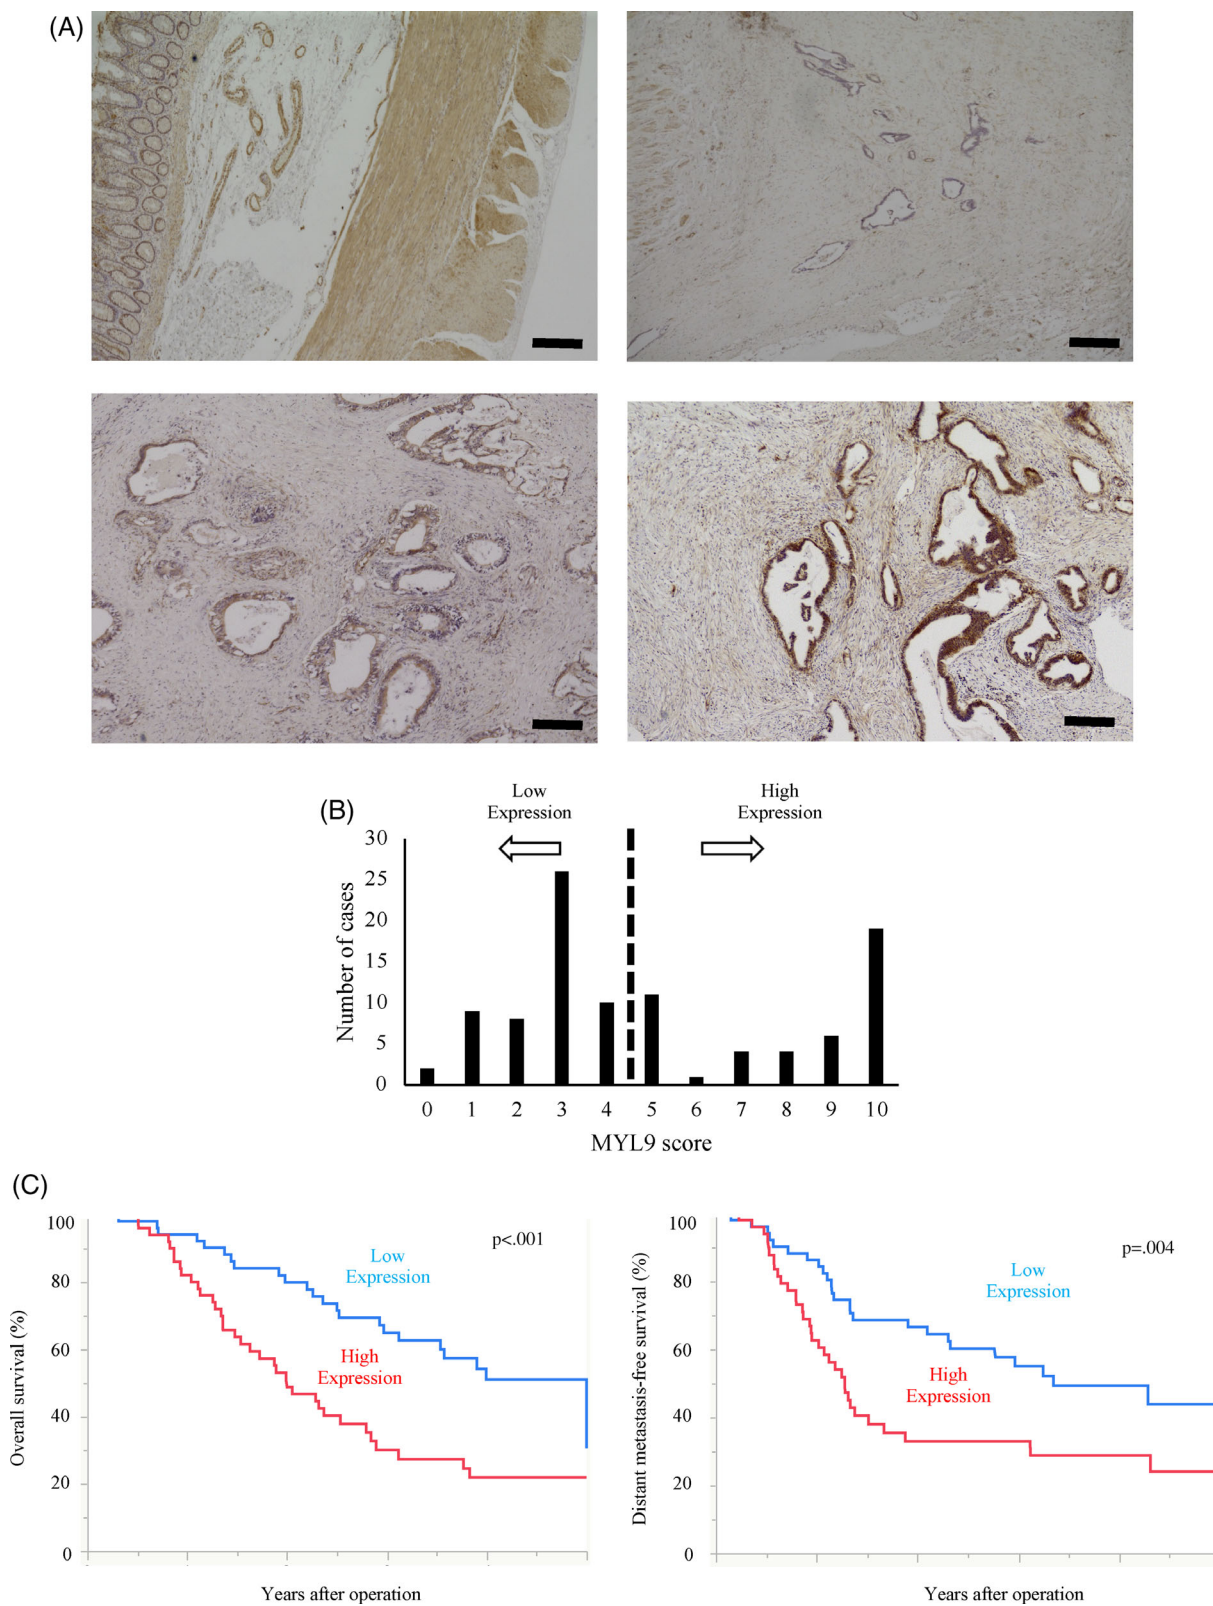 (A)
(B)
Low
Expression
High
Expression
30
25
20
15
10
5
0
Number of cases
0 1 2 3 4 5 6 7 8 9 10
MYL9 score
(C)
100
80
60
40
20
0
Overall survival (%)
p<.001
Low
Expression
High
Expression
Years after operation
100
80
60
40
20
0
Distant metastasis-free survival (%)
p=.004
Low
Expression
High
Expression
Years after operation